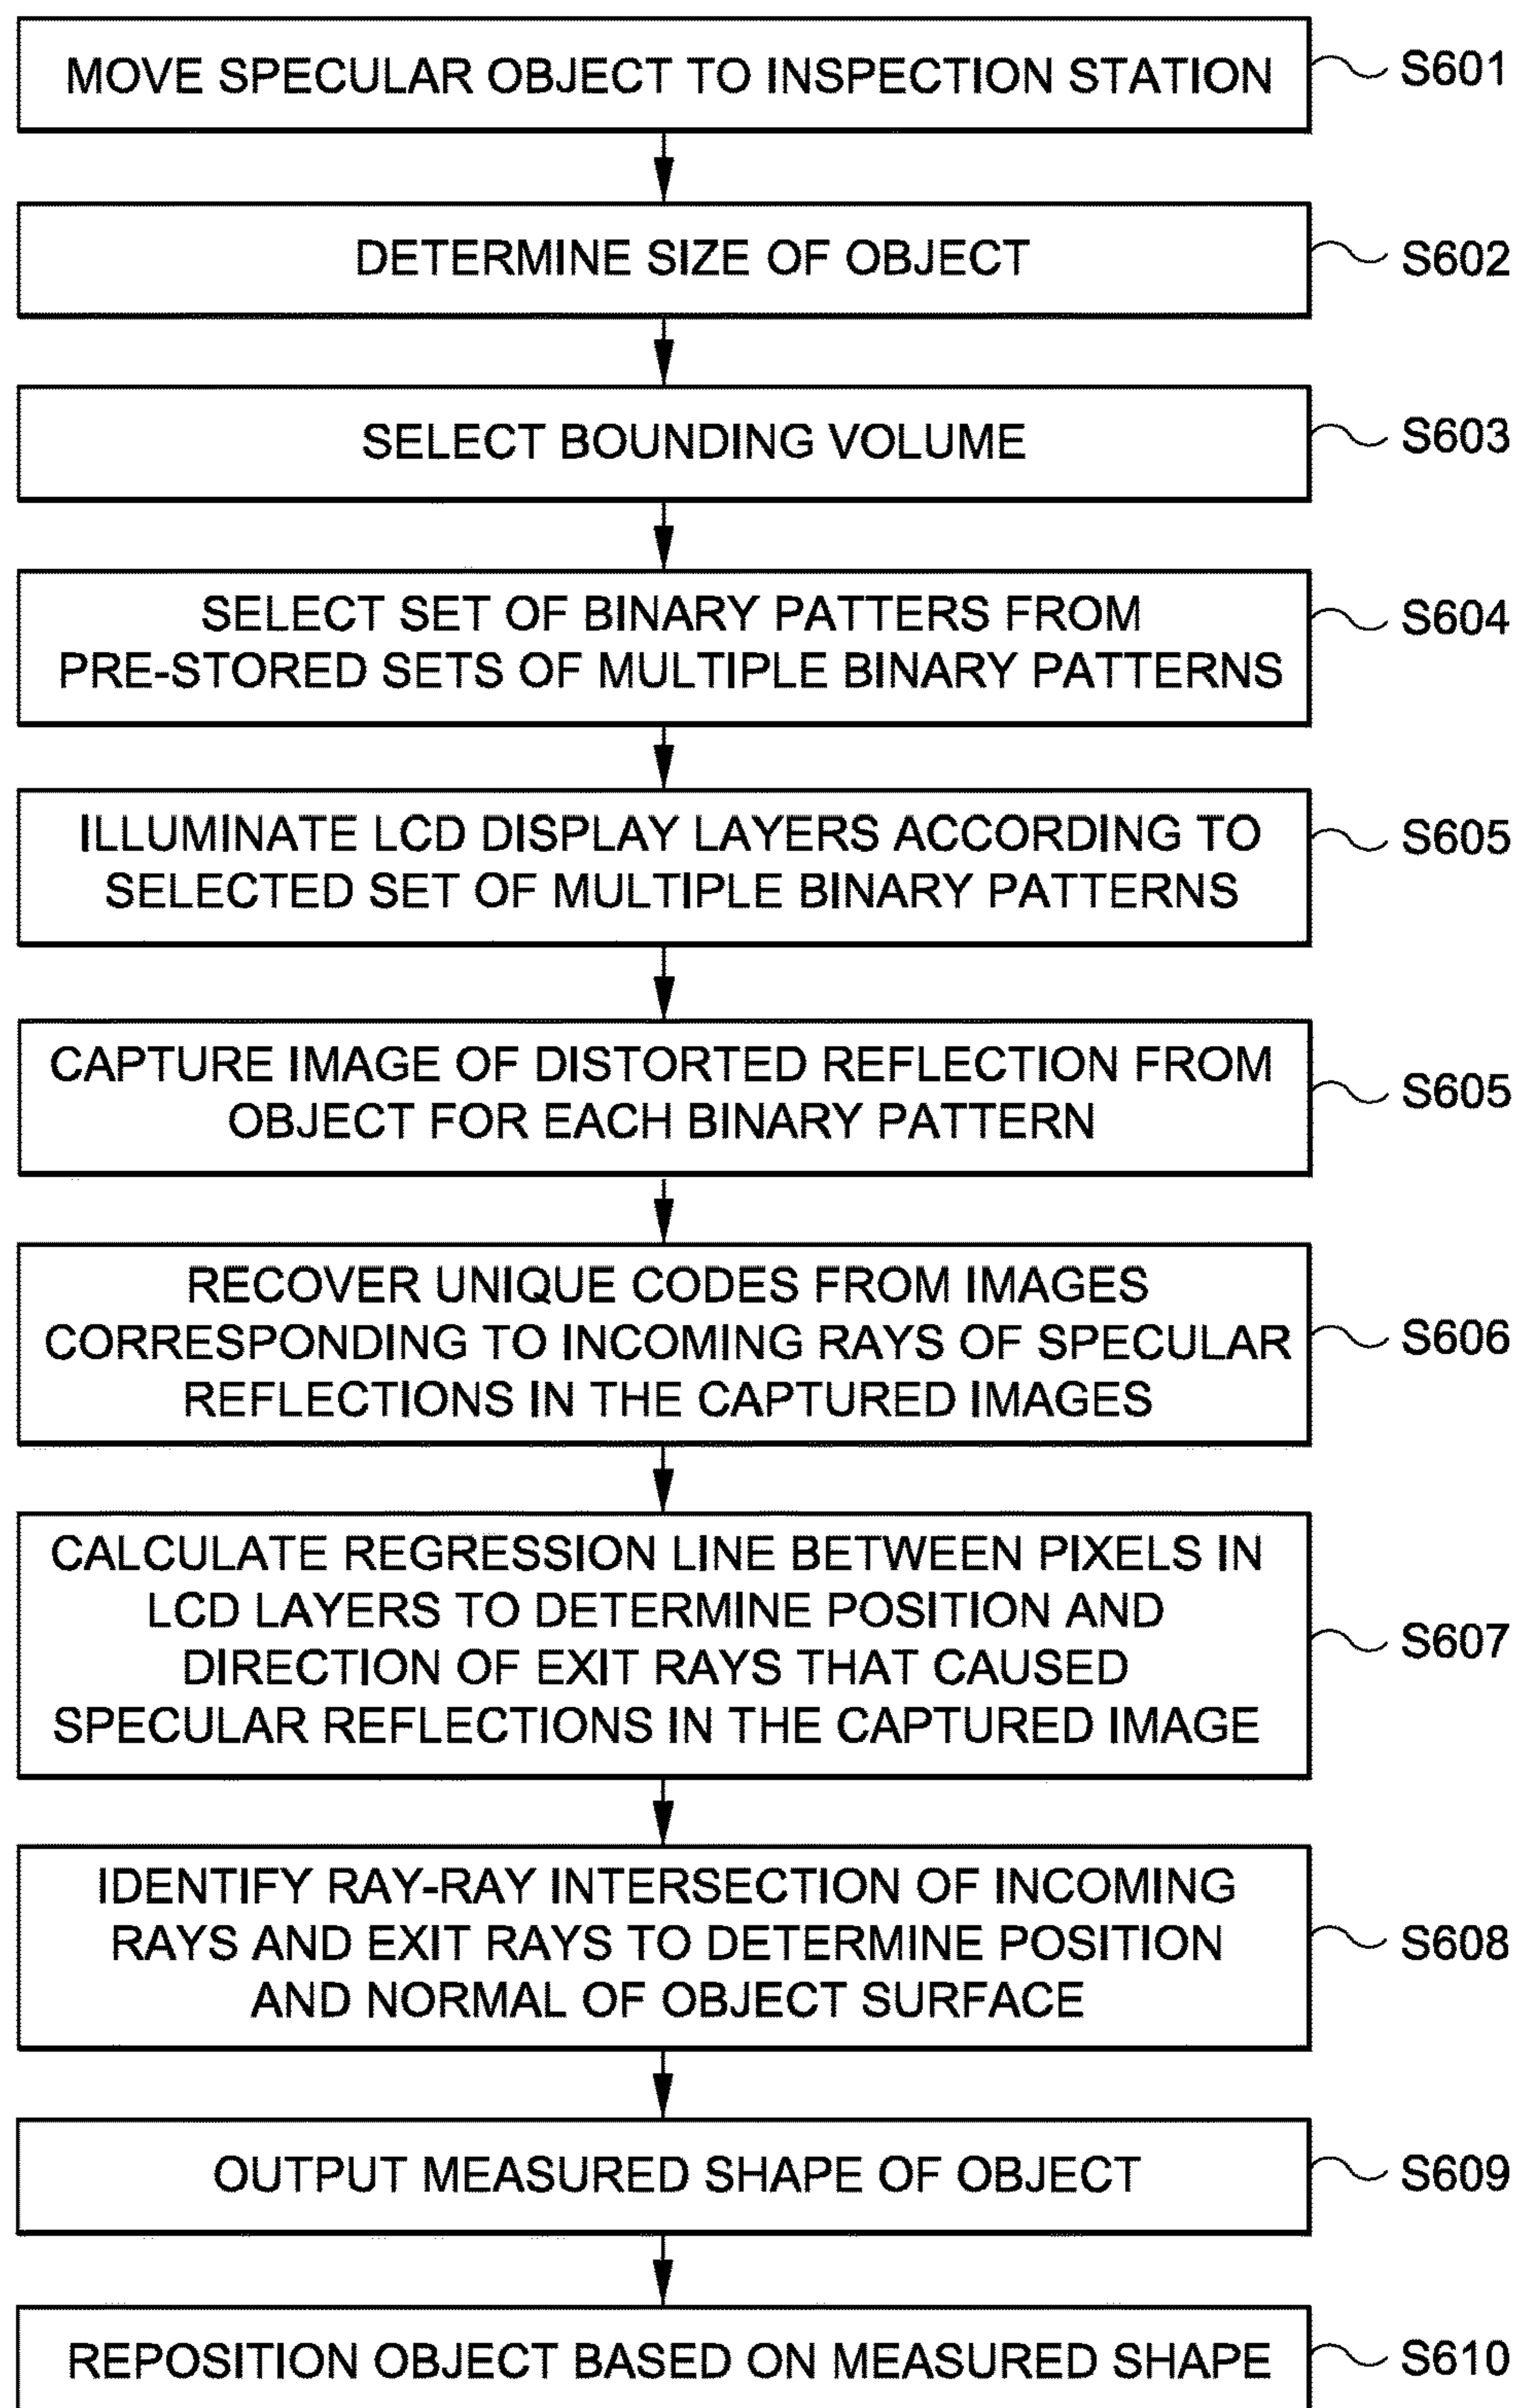 MOVE SPECULAR OBJECT TO INSPECTION STATION
S601
DETERMINE SIZE OF OBJECT
S602
SELECT BOUNDING VOLUME
S603
SELECT SET OF BINARY PATTERS FROM
PRE-STORED SETS OF MULTIPLE BINARY PATTERNS
S604
ILLUMINATE LCD DISPLAY LAYERS ACCORDING TO
SELECTED SET OF MULTIPLE BINARY PATTERNS
S605
CAPTURE IMAGE OF DISTORTED REFLECTION FROM
OBJECT FOR EACH BINARY PATTERN
S605
RECOVER UNIQUE CODES FROM IMAGES
CORRESPONDING TO INCOMING RAYS OF SPECULAR
REFLECTIONS IN THE CAPTURED IMAGES
S606
CALCULATE REGRESSION LINE BETWEEN PIXELS IN
LCD LAYERS TO DETERMINE POSITION AND
DIRECTION OF EXIT RAYS THAT CAUSED
SPECULAR REFLECTIONS IN THE CAPTURED IMAGE
S607
IDENTIFY RAY-RAY INTERSECTION OF INCOMING
RAYS AND EXIT RAYS TO DETERMINE POSITION
AND NORMAL OF OBJECT SURFACE
S608
OUTPUT MEASURED SHAPE OF OBJECT
S609
REPOSITION OBJECT BASED ON MEASURED SHAPE
S610